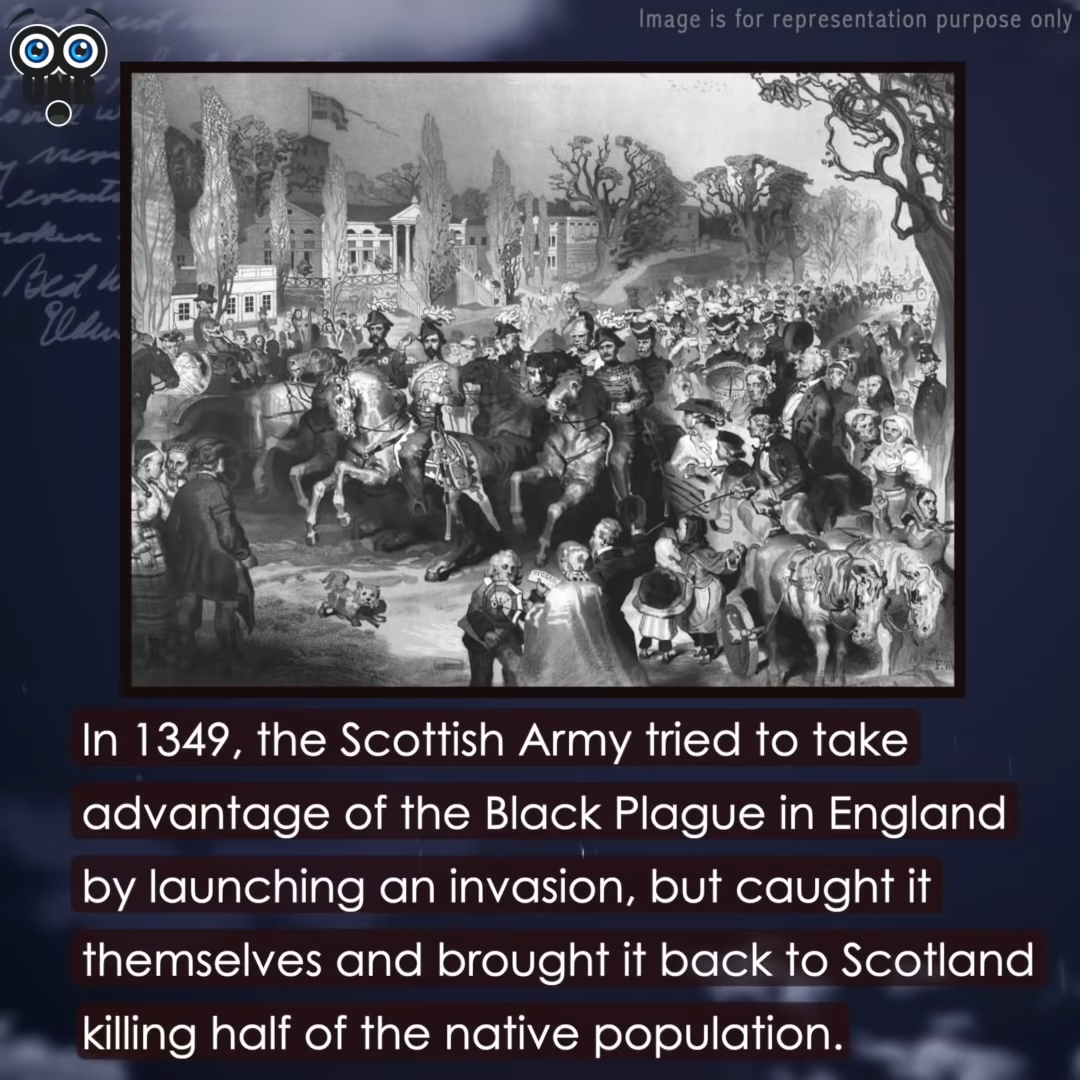 Image is for representation purpose only
In 1349, the Scottish Army tried to take
advantage of the Black Plague in England
by launching an invasion, but caught it
themselves and brought it back to Scotland
killing half of the native population.